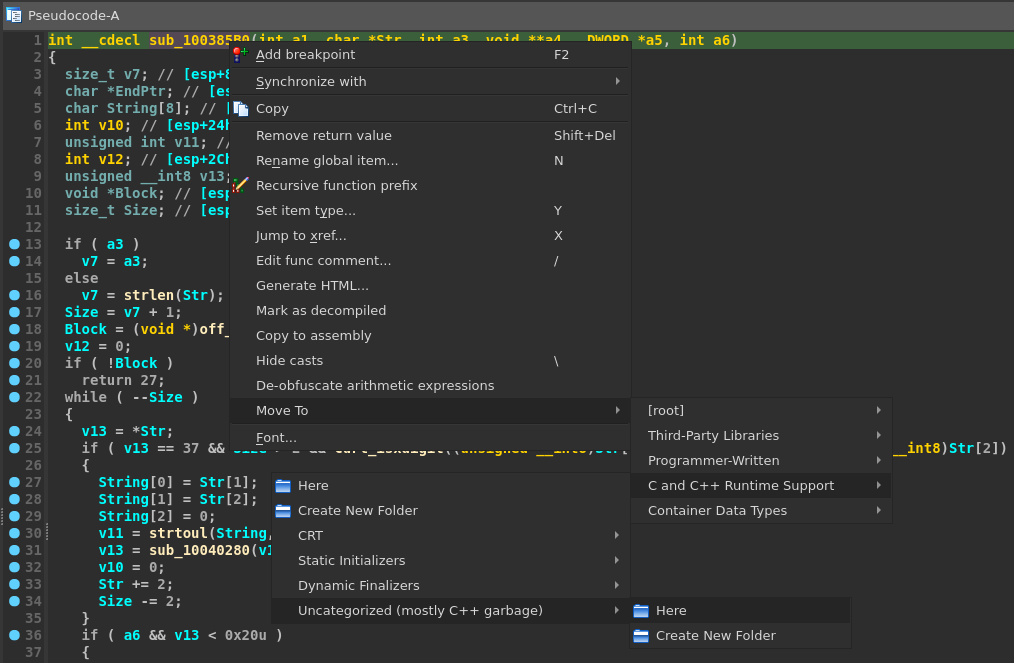 Pseudocode-A
1 int __cdecl sub_100385B0(int a1, char *Str, int a3, void **a4, _DWORD *a5, int a6)
2 {
3 size_t v7; // [esp+8
4 char *EndPtr; // [es
5 char String[8]; // [
6 int v10; // [esp+24h
7 unsigned int v11; //
8 int v12; // [esp+2Ch
9 unsigned __int8 v13;
10 void *Block; // [esp
11 size_t Size; // [esp
12
13 if ( a3 )
14 v7 = a3;
15 else
16 v7 = strlen(Str);
17 Size = v7 + 1;
18 Block = (void *)off_
19 v12 = 0;
20 if ( !Block )
21 return 27;
22 while ( --Size )
23 {
24 v13 = *Str;
25 if ( v13 == 37 && Size > 2 && curl_isxdigit((unsigned __int8)Str[ __int8)Str[2])
26 {
27 String[0] = Str[1];
28 String[1] = Str[2];
29 String[2] = 0;
30 v11 = strtoul(String,
31 v13 = sub_10040280(v1
32 v10 = 0;
33 Str += 2;
34 Size -= 2;
35 }
36 if ( a6 && v13 < 0x20u )
37 {
Add breakpoint F2
Synchronize with
Copy Ctrl+C
Remove return value Shift+Del
Rename global item... N
Recursive function prefix
Set item type... Y
Jump to xref... X
Edit func comment... /
Generate HTML...
Mark as decompiled
Copy to assembly
Hide casts \
De-obfuscate arithmetic expressions
Move To
Font...
[root]
Third-Party Libraries
Programmer-Written
C and C++ Runtime Support
Container Data Types
Here
Create New Folder
CRT
Static Initializers
Dynamic Finalizers
Uncategorized (mostly C++ garbage)
Here
Create New Folder